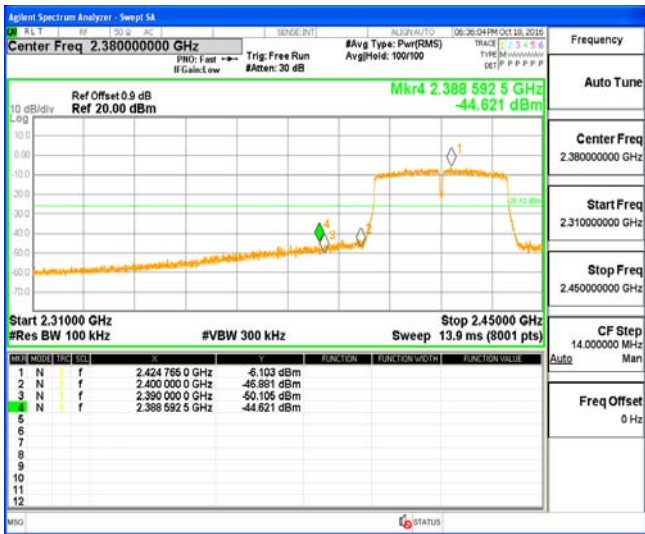 Agilent Spectrum Analyzer - Swept SA
RLT RF 50 Ω AC SENSE:INT ALIGN AUTO 06:36:04 PM Oct 18, 2016
Center Freq 2.380000000 GHz
PNO: Fast
IFGain:Low
Trig: Free Run
#Atten: 30 dB
#Avg Type: Pwr(RMS)
Avg|Hold: 100/100
TRACE 1 2 3 4 5 6
TYPE
DET P P P P P P
Frequency
Mkr4 2.388 592 5 GHz
-44.621 dBm
Ref Offset 0.9 dB
Ref 20.00 dBm
10 dB/div
Log
10.0
0.00
-10.0
-20.0
-30.0
-40.0
-50.0
-60.0
-70.0
1
2
3
4
-26.10 dBm
Start 2.31000 GHz
Stop 2.45000 GHz
#Res BW 100 kHz
#VBW 300 kHz
Sweep 13.9 ms (8001 pts)
MKR MODE TRC SCL X Y FUNCTION FUNCTION WIDTH FUNCTION VALUE
1 N 1 f 2.424 765 0 GHz -6.103 dBm
2 N 1 f 2.400 000 0 GHz -46.881 dBm
3 N 1 f 2.390 000 0 GHz -50.105 dBm
4 N 1 f 2.388 592 5 GHz -44.621 dBm
5
6
7
8
9
10
11
12
MSG
STATUS
Auto Tune
Center Freq
2.380000000 GHz
Start Freq
2.310000000 GHz
Stop Freq
2.450000000 GHz
CF Step
14.000000 MHz
Auto Man
Freq Offset
0 Hz